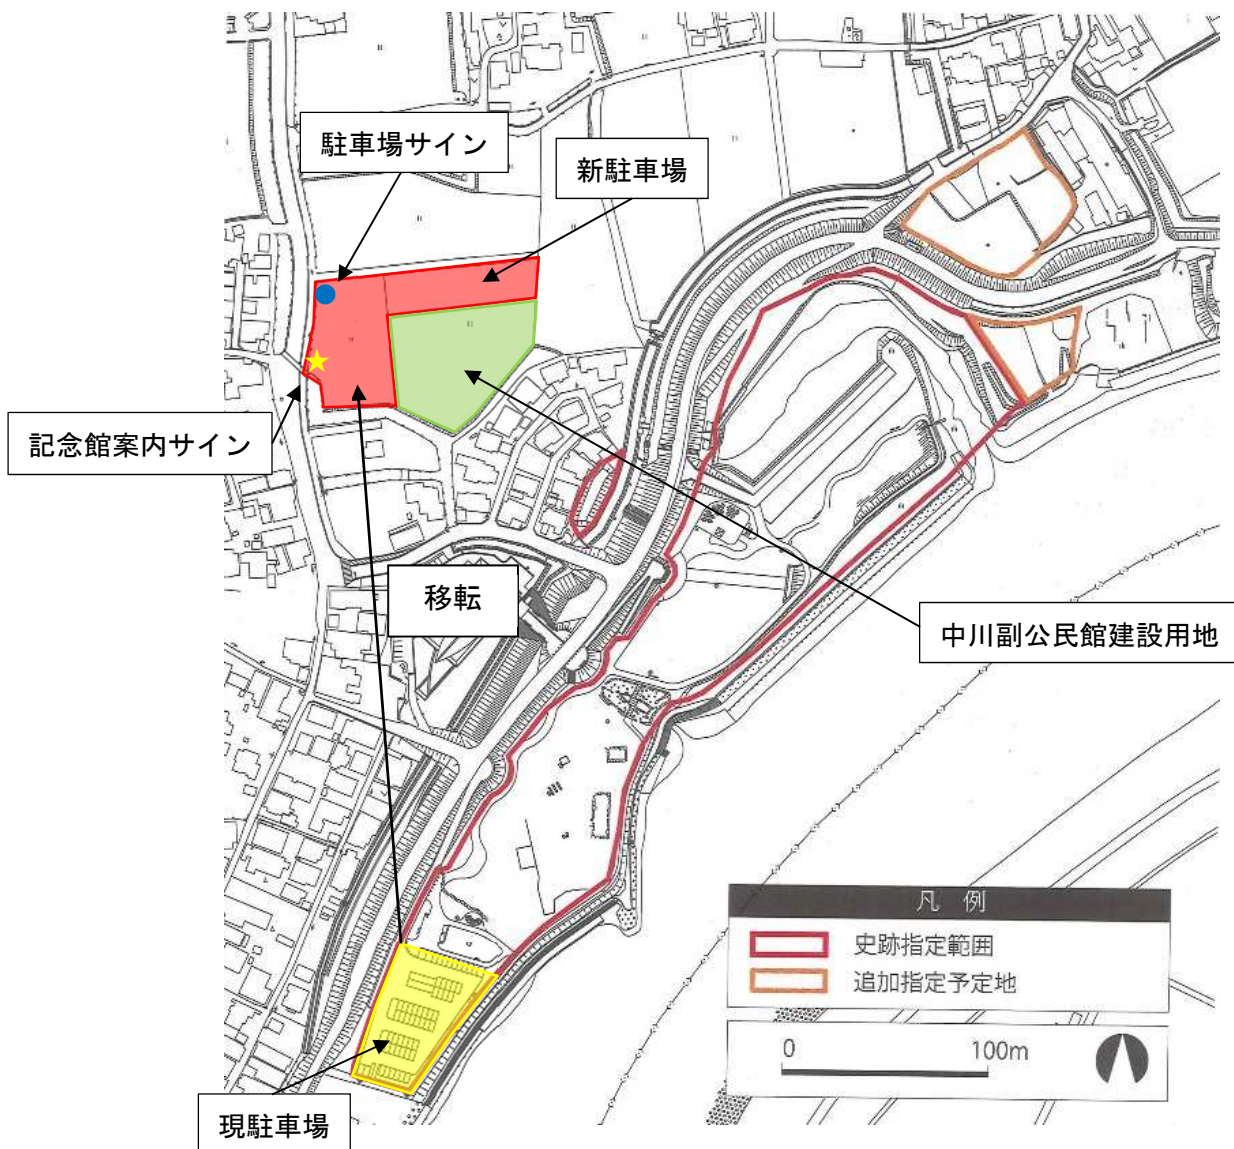 駐車場サイン
新駐車場
記念館案内サイン
移転
中川副公民館建設用地
現駐車場
凡 例
史跡指定範囲
追加指定予定地
0 100m